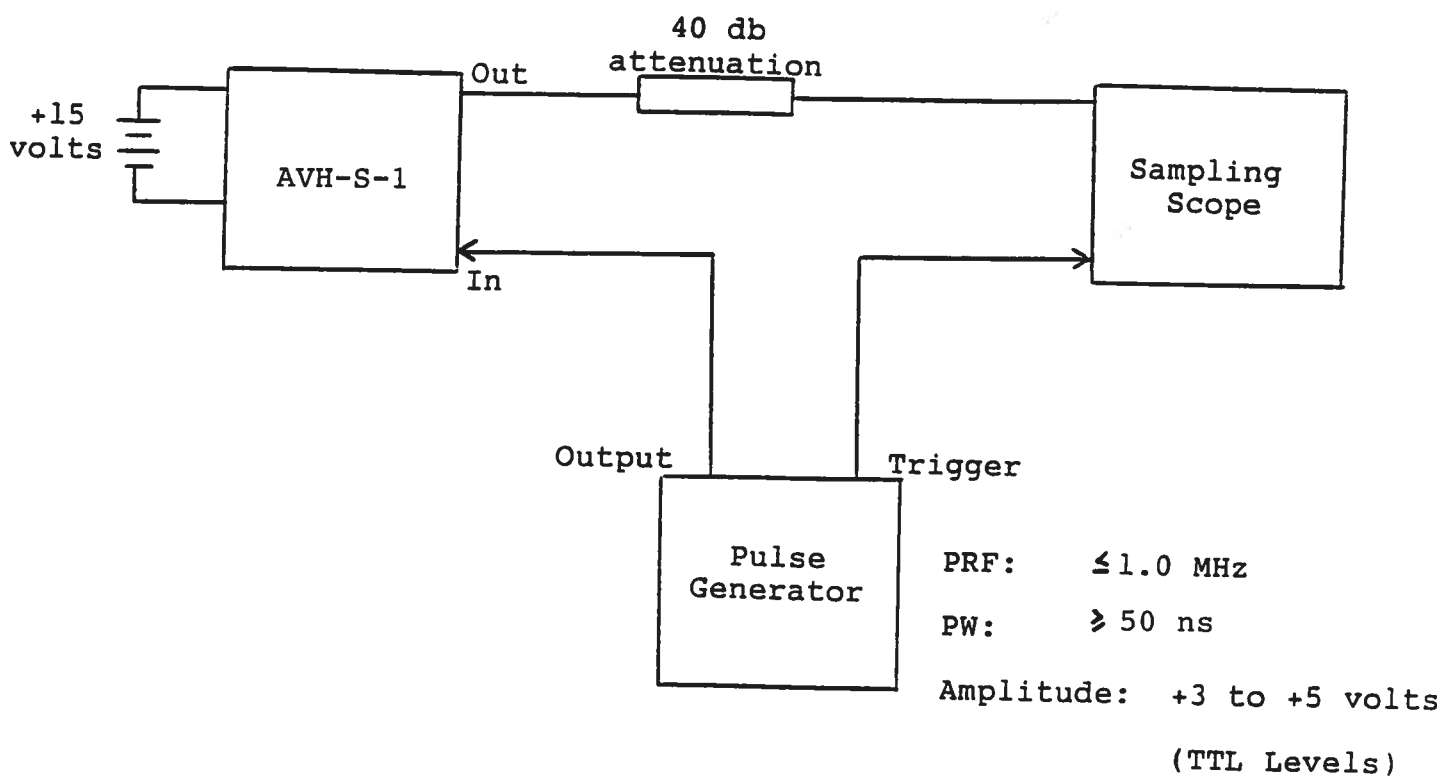 40 db
attenuation
Out
+15
volts
AVH-S-1
Sampling
Scope
In
Output
Trigger
Pulse
Generator
PRF: ≤1.0 MHz
PW: ≥ 50 ns
Amplitude: +3 to +5 volts
(TTL Levels)